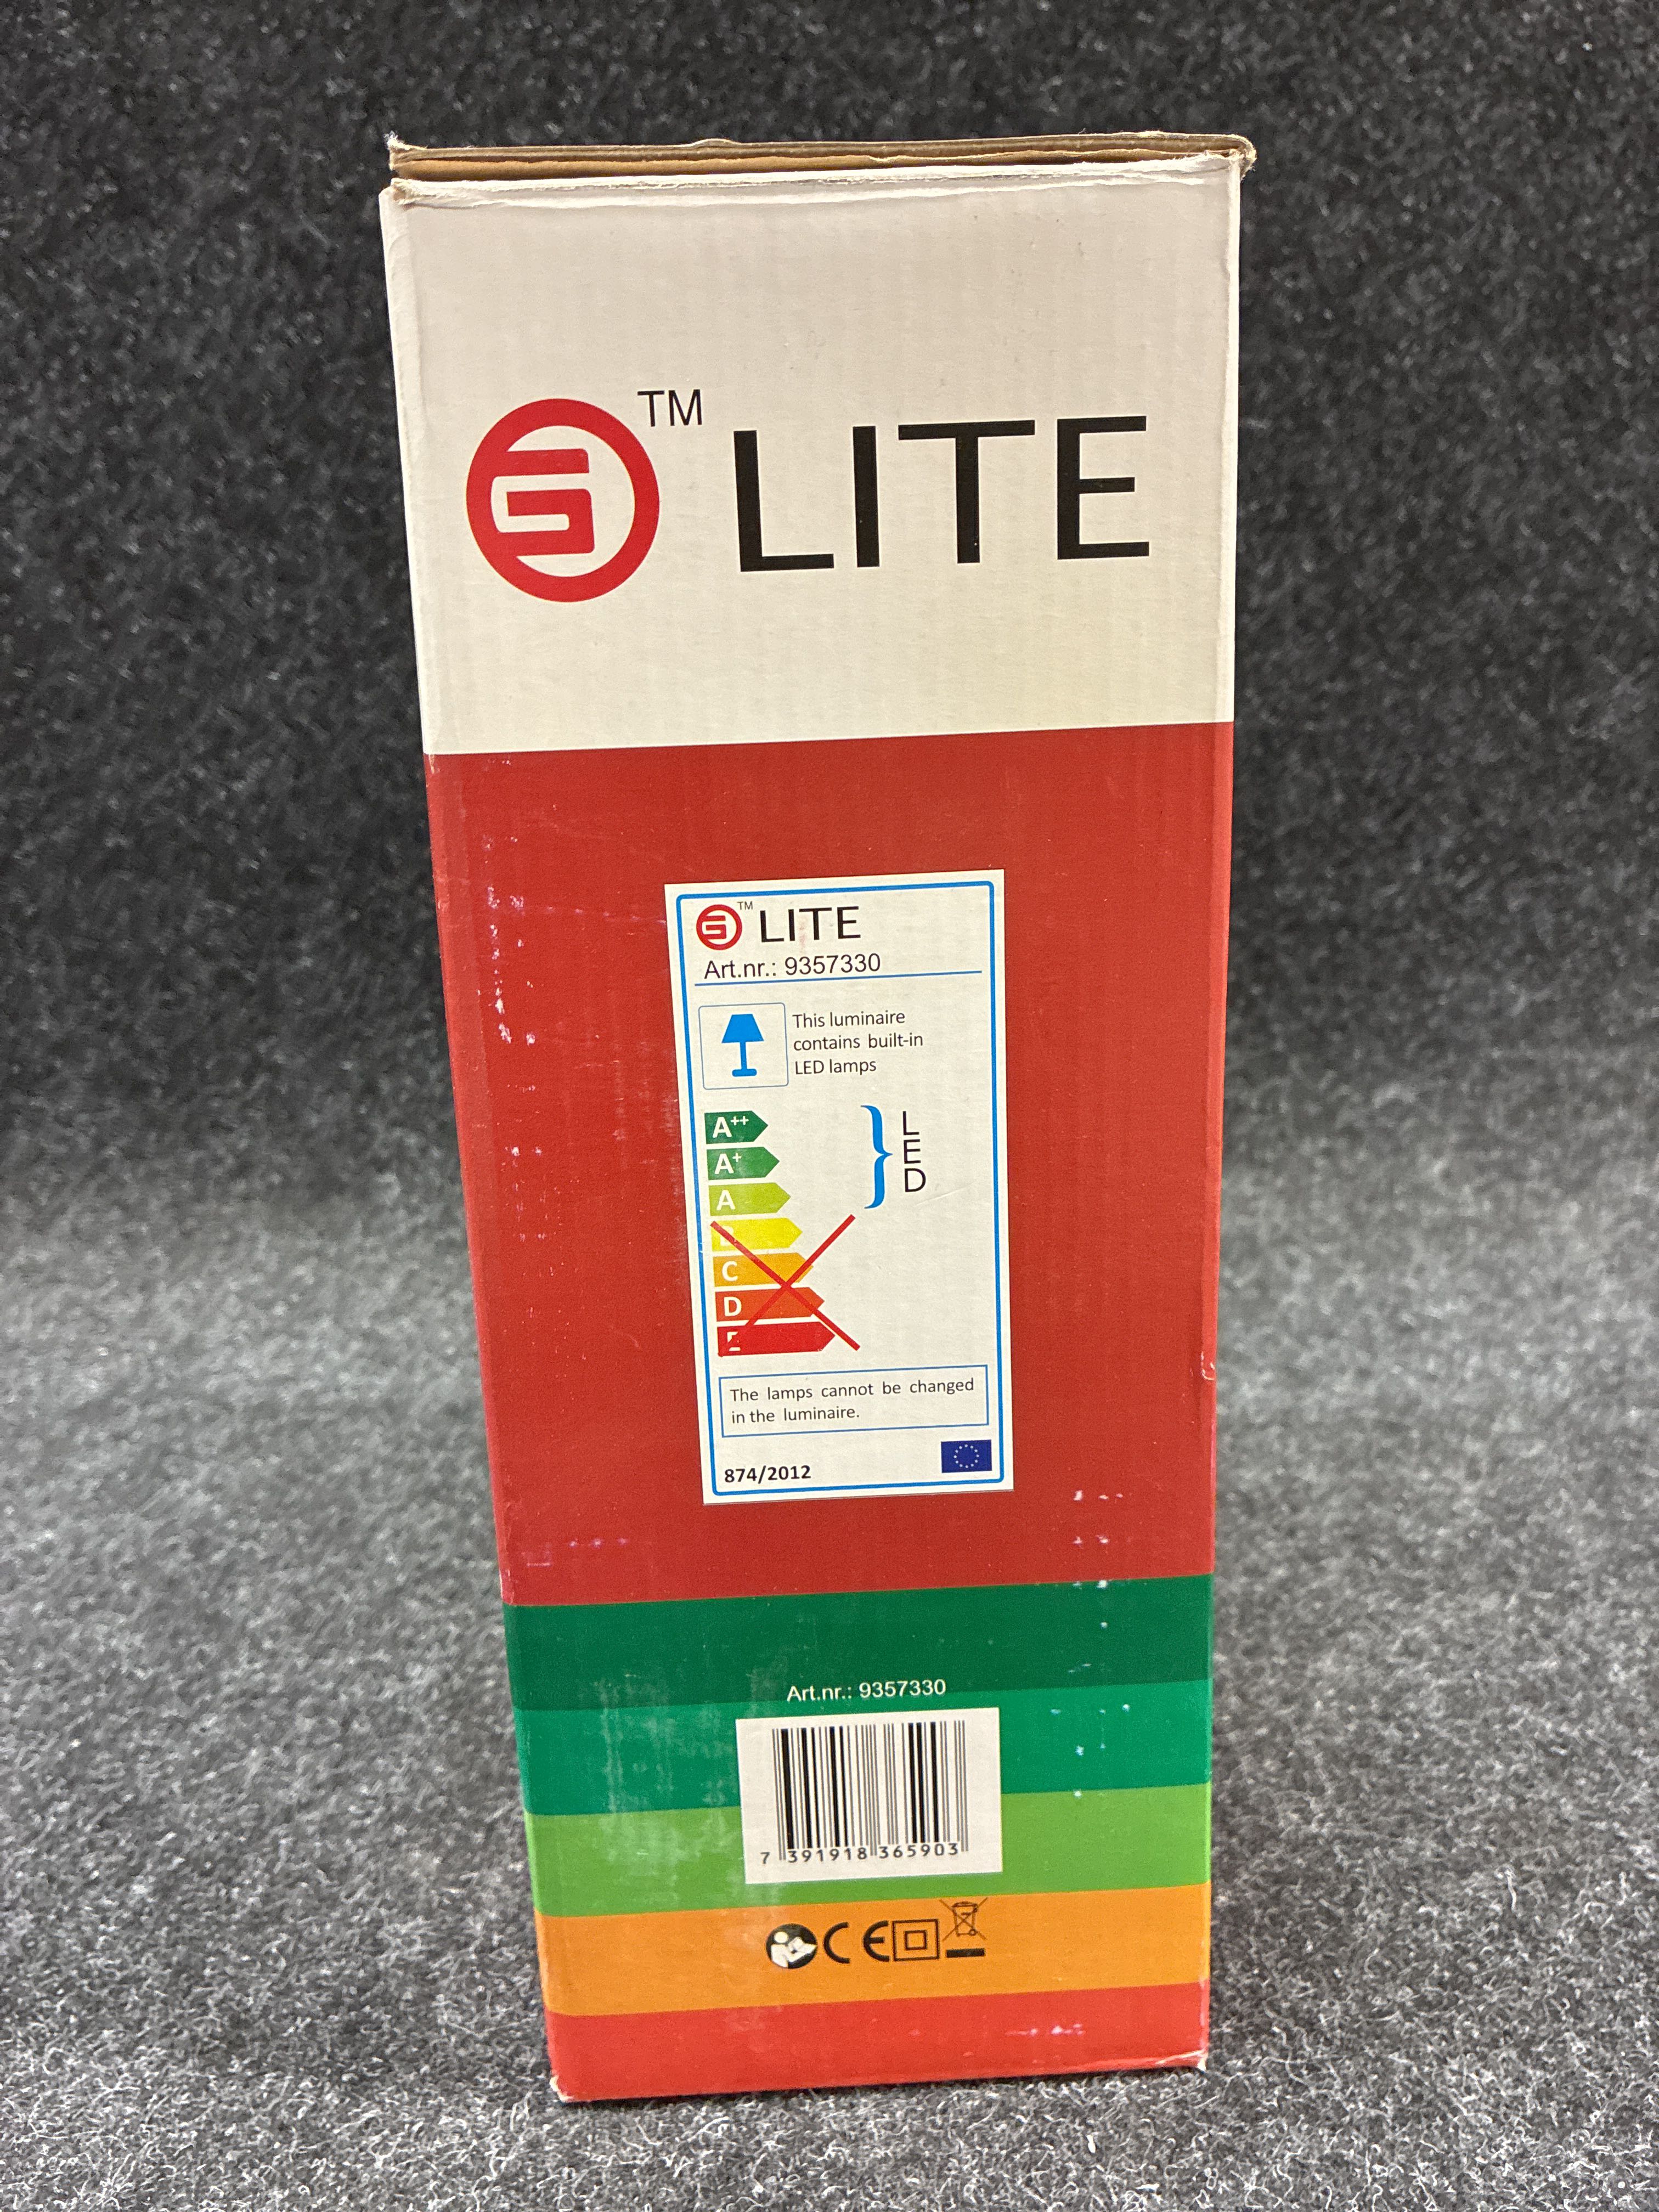 TM LITE
TM LITE
Art.nr.: 9357330
This luminaire
contains built-in
LED lamps
A++
A+
A
L
E
D
B
C
D
E
The lamps cannot be changed
in the luminaire.
874/2012
Art.nr.: 9357330
7 391918 365903
CE